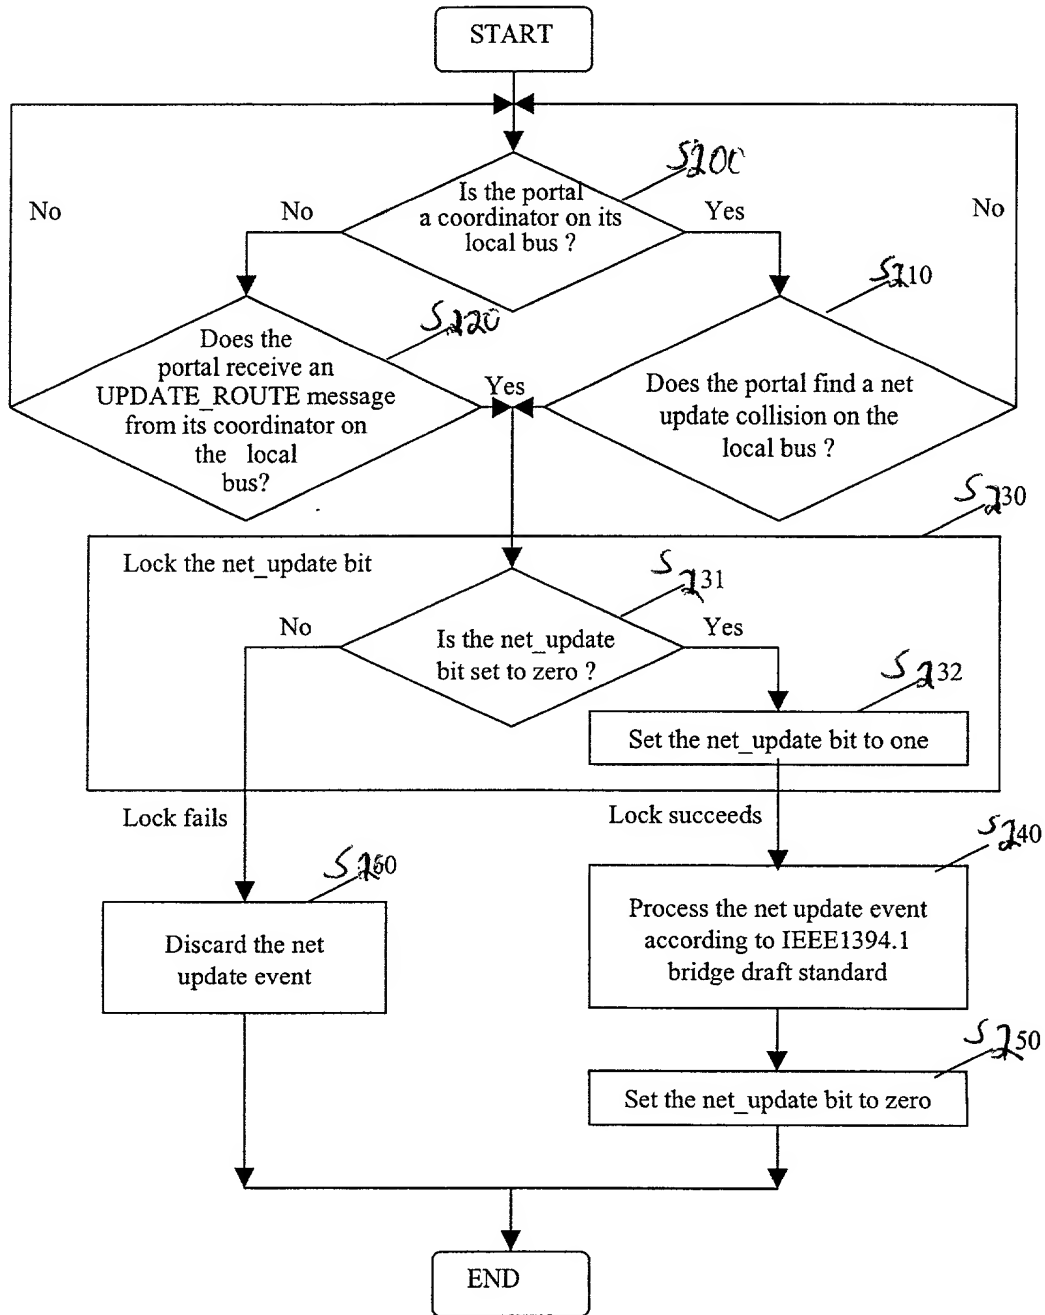 START
S200
Is the portal
a coordinator on its
local bus ?
No
No
Yes
No
S210
S220
Does the
portal receive an
UPDATE_ROUTE message
from its coordinator on
the local
bus?
Yes
Does the portal find a net
update collision on the
local bus ?
S230
Lock the net_update bit
S231
No
Is the net_update
bit set to zero ?
Yes
S232
Set the net_update bit to one
Lock fails
Lock succeeds
S240
S260
Process the net update event
according to IEEE1394.1
bridge draft standard
Discard the net
update event
S250
Set the net_update bit to zero
END